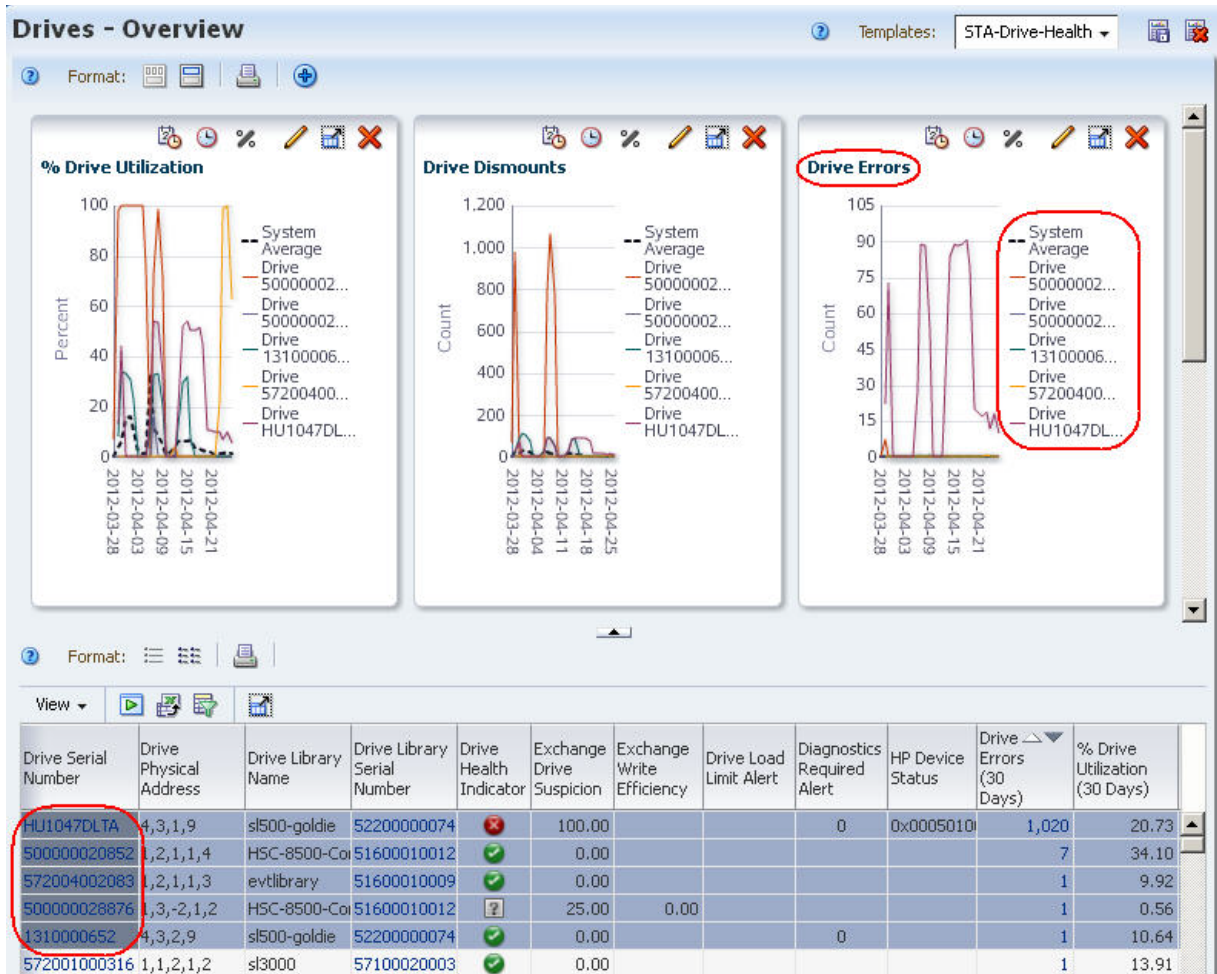 Drives - Overview
Templates: STA-Drive-Health
Format:
% Drive Utilization
100
80
60
40
20
0
Percent
System
Average
Drive
50000002...
Drive
50000002...
Drive
13100006...
Drive
57200400...
Drive
HU1047DL...
2012-03-28
2012-04-03
2012-04-09
2012-04-15
2012-04-21
Drive Dismounts
1,200
1,000
800
600
400
200
0
Count
System
Average
Drive
50000002...
Drive
50000002...
Drive
13100006...
Drive
57200400...
Drive
HU1047DL...
2012-03-28
2012-04-04
2012-04-11
2012-04-18
2012-04-25
Drive Errors
105
90
75
60
45
30
15
0
Count
System
Average
Drive
50000002...
Drive
50000002...
Drive
13100006...
Drive
57200400...
Drive
HU1047DL...
2012-03-28
2012-04-03
2012-04-09
2012-04-15
2012-04-21
Format:
View
Drive Serial Number
Drive Physical Address
Drive Library Name
Drive Library Serial Number
Drive Health Indicator
Exchange Drive Suspicion
Exchange Write Efficiency
Drive Load Limit Alert
Diagnostics Required Alert
HP Device Status
Drive Errors (30 Days)
% Drive Utilization (30 Days)
HU1047DLTA 4,3,1,9 sl500-goldie 52200000074 100.00 0 0x0005010 1,020 20.73
500000020852 1,2,1,1,4 HSC-8500-Co 51600010012 0.00 7 34.10
572004002083 1,2,1,1,3 evtlibrary 51600010009 0.00 1 9.92
500000028876 1,3,-2,1,2 HSC-8500-Co 51600010012 ? 25.00 0.00 1 0.56
1310000652 4,3,2,9 sl500-goldie 52200000074 0.00 0 1 10.64
572001000316 1,1,2,1,2 sl3000 57100020003 0.00 1 13.91